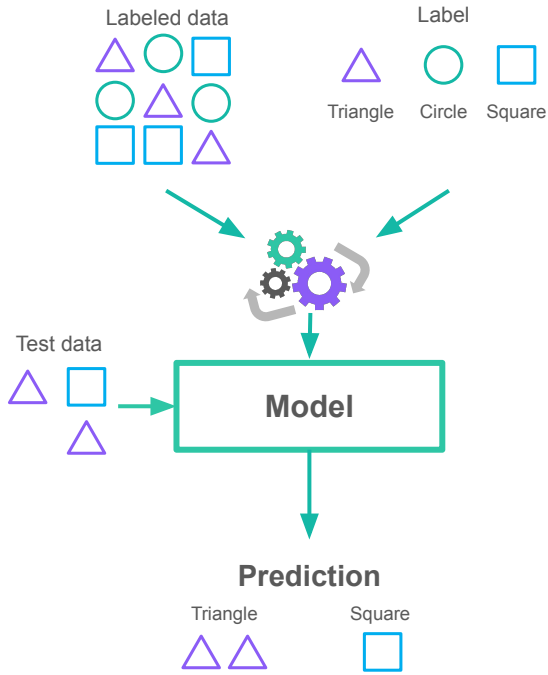 Labeled data
Label
Triangle Circle Square
Test data
Model
Prediction
Triangle Square